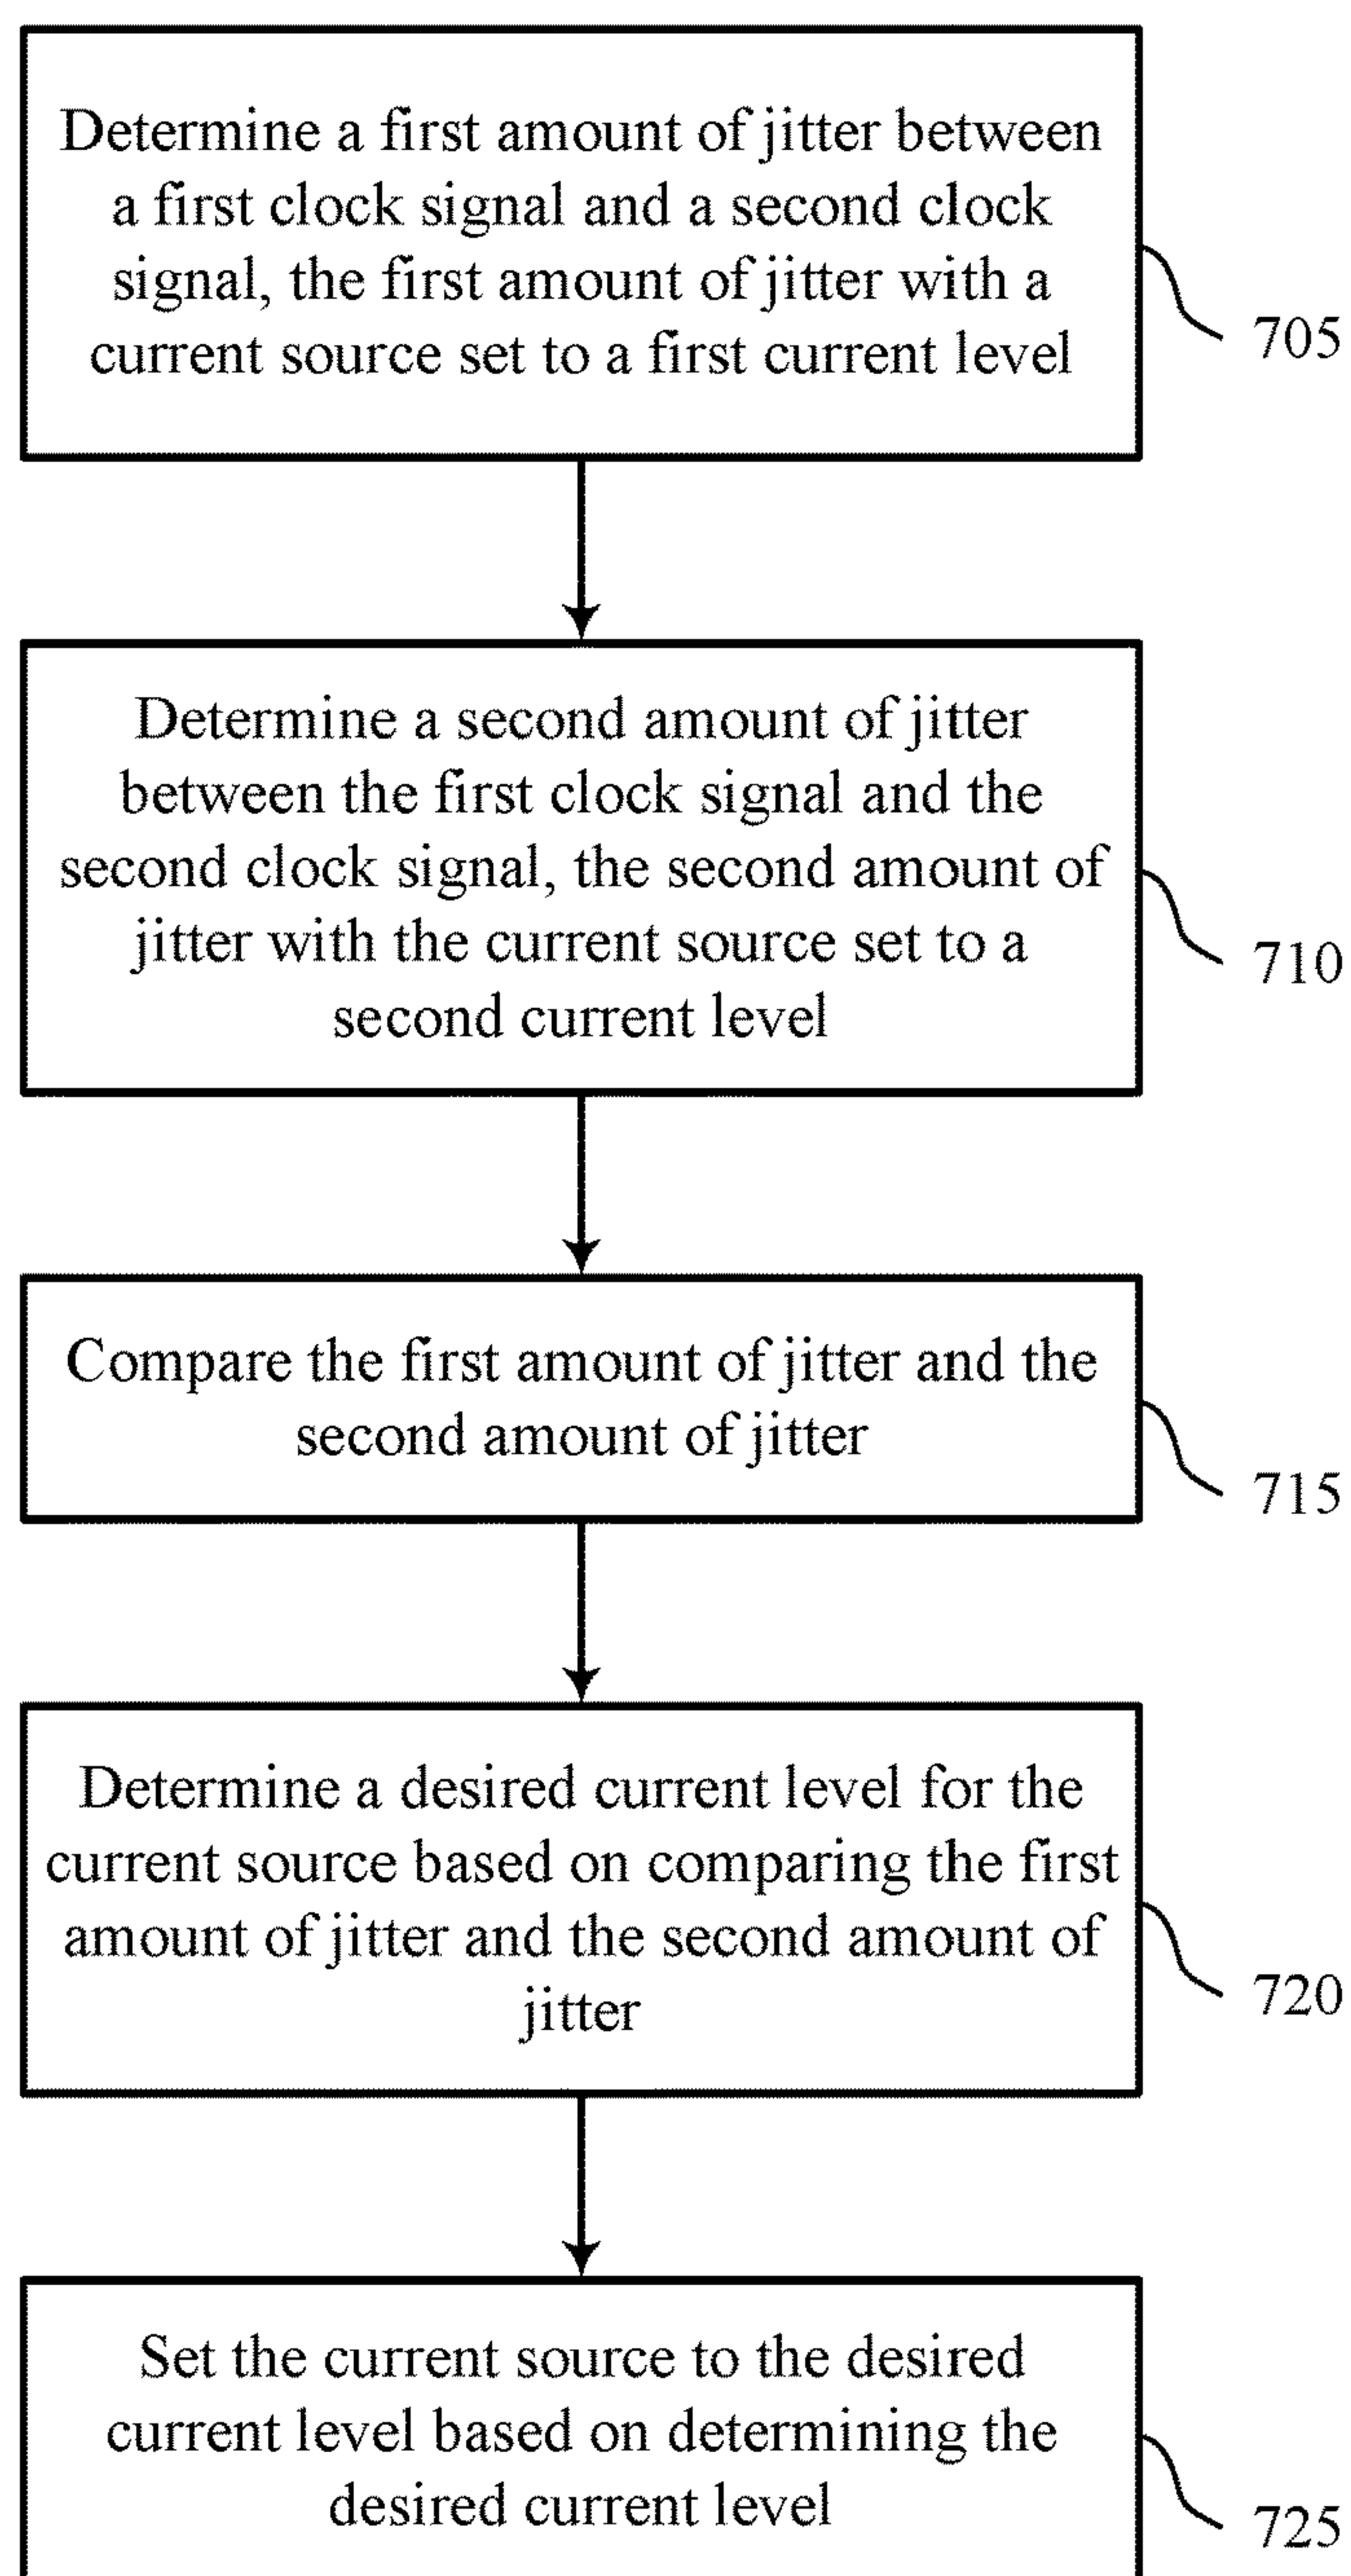 Determine a first amount of jitter between
a first clock signal and a second clock
signal, the first amount of jitter with a
current source set to a first current level
705
Determine a second amount of jitter
between the first clock signal and the
second clock signal, the second amount of
jitter with the current source set to a
second current level
710
Compare the first amount of jitter and the
second amount of jitter
715
Determine a desired current level for the
current source based on comparing the first
amount of jitter and the second amount of
jitter
720
Set the current source to the desired
current level based on determining the
desired current level
725